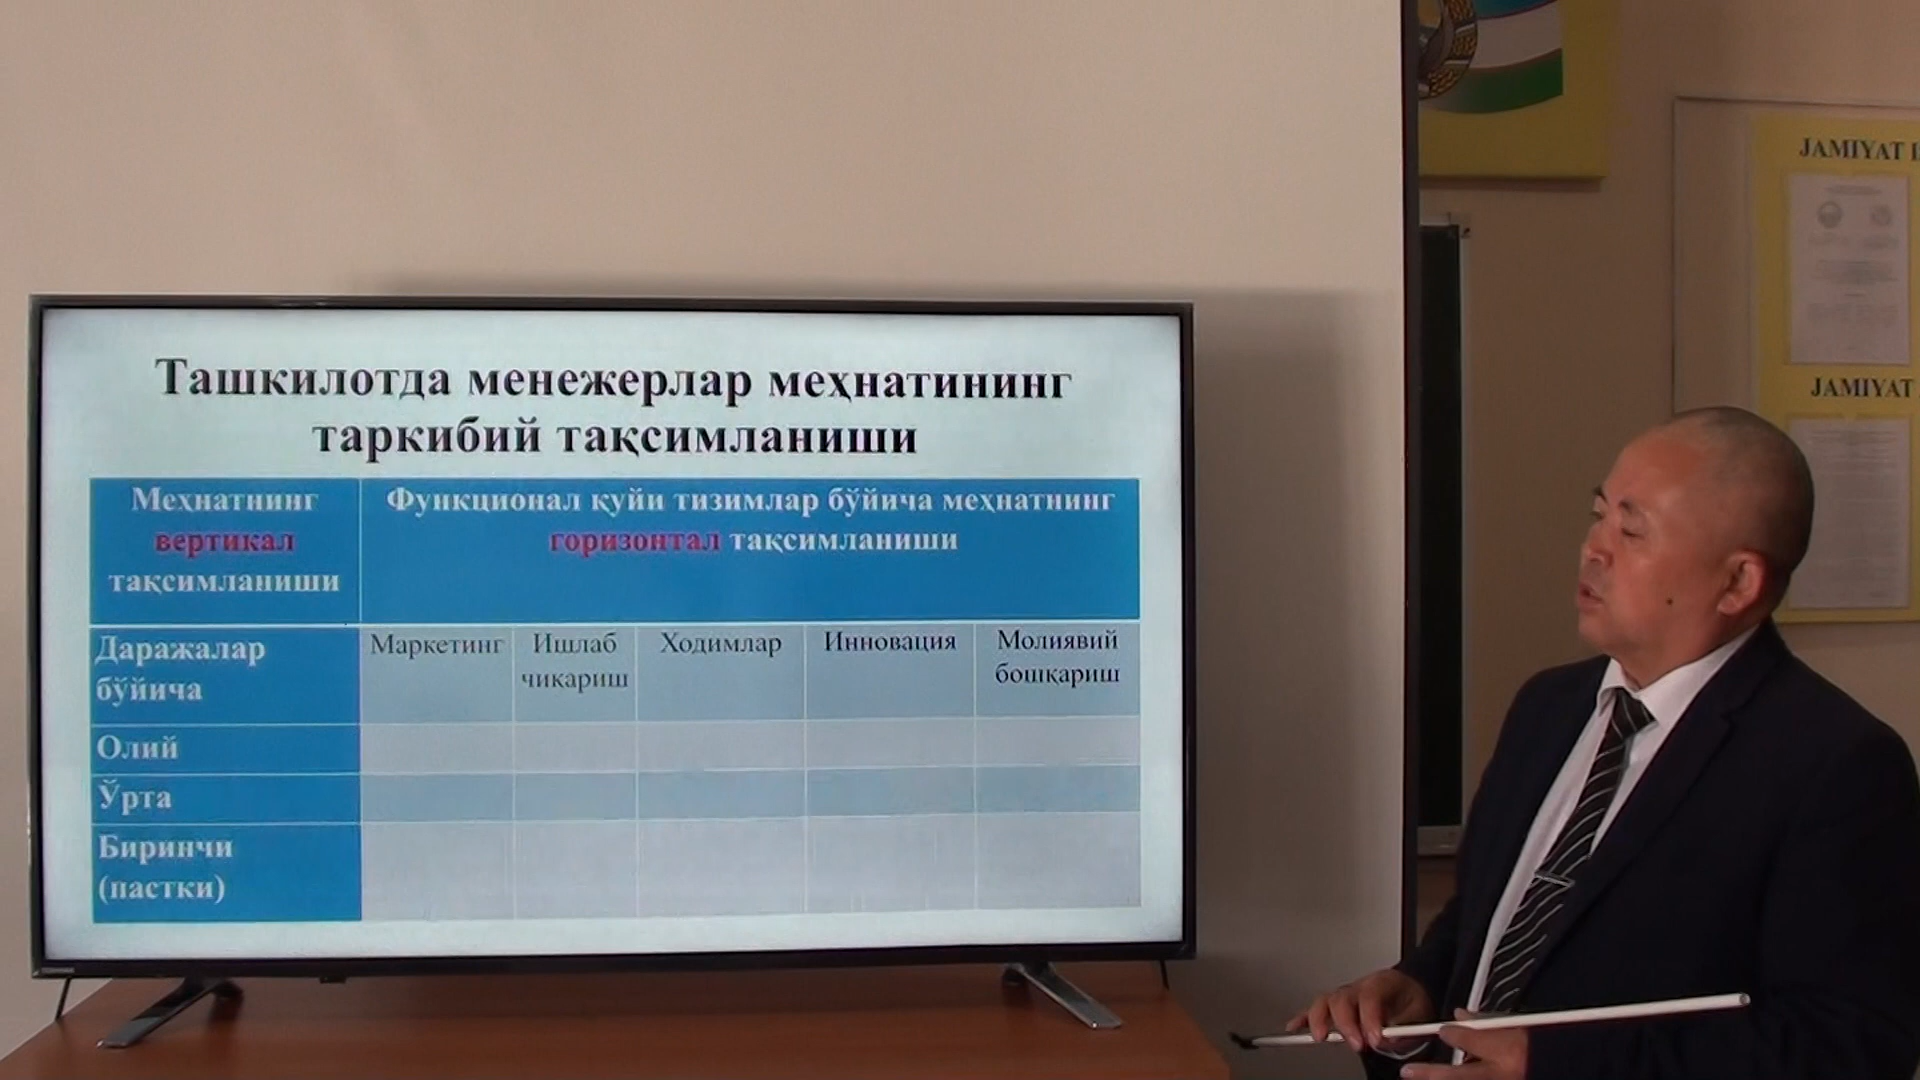 Ташкилотда менежерлар меҳнатининг
таркибий тақсимланиши
Меҳнатнинг
вертикал
тақсимланиши
Функционал қуйи тизимлар бўйича меҳнатнинг
горизонтал тақсимланиши
Даражалар
бўйича
Маркетинг
Ишлаб
чиқариш
Ходимлар
Инновация
Молиявий
бошқариш
Олий
Ўрта
Биринчи
(пастки)
JAMIYAT
JAMIYAT